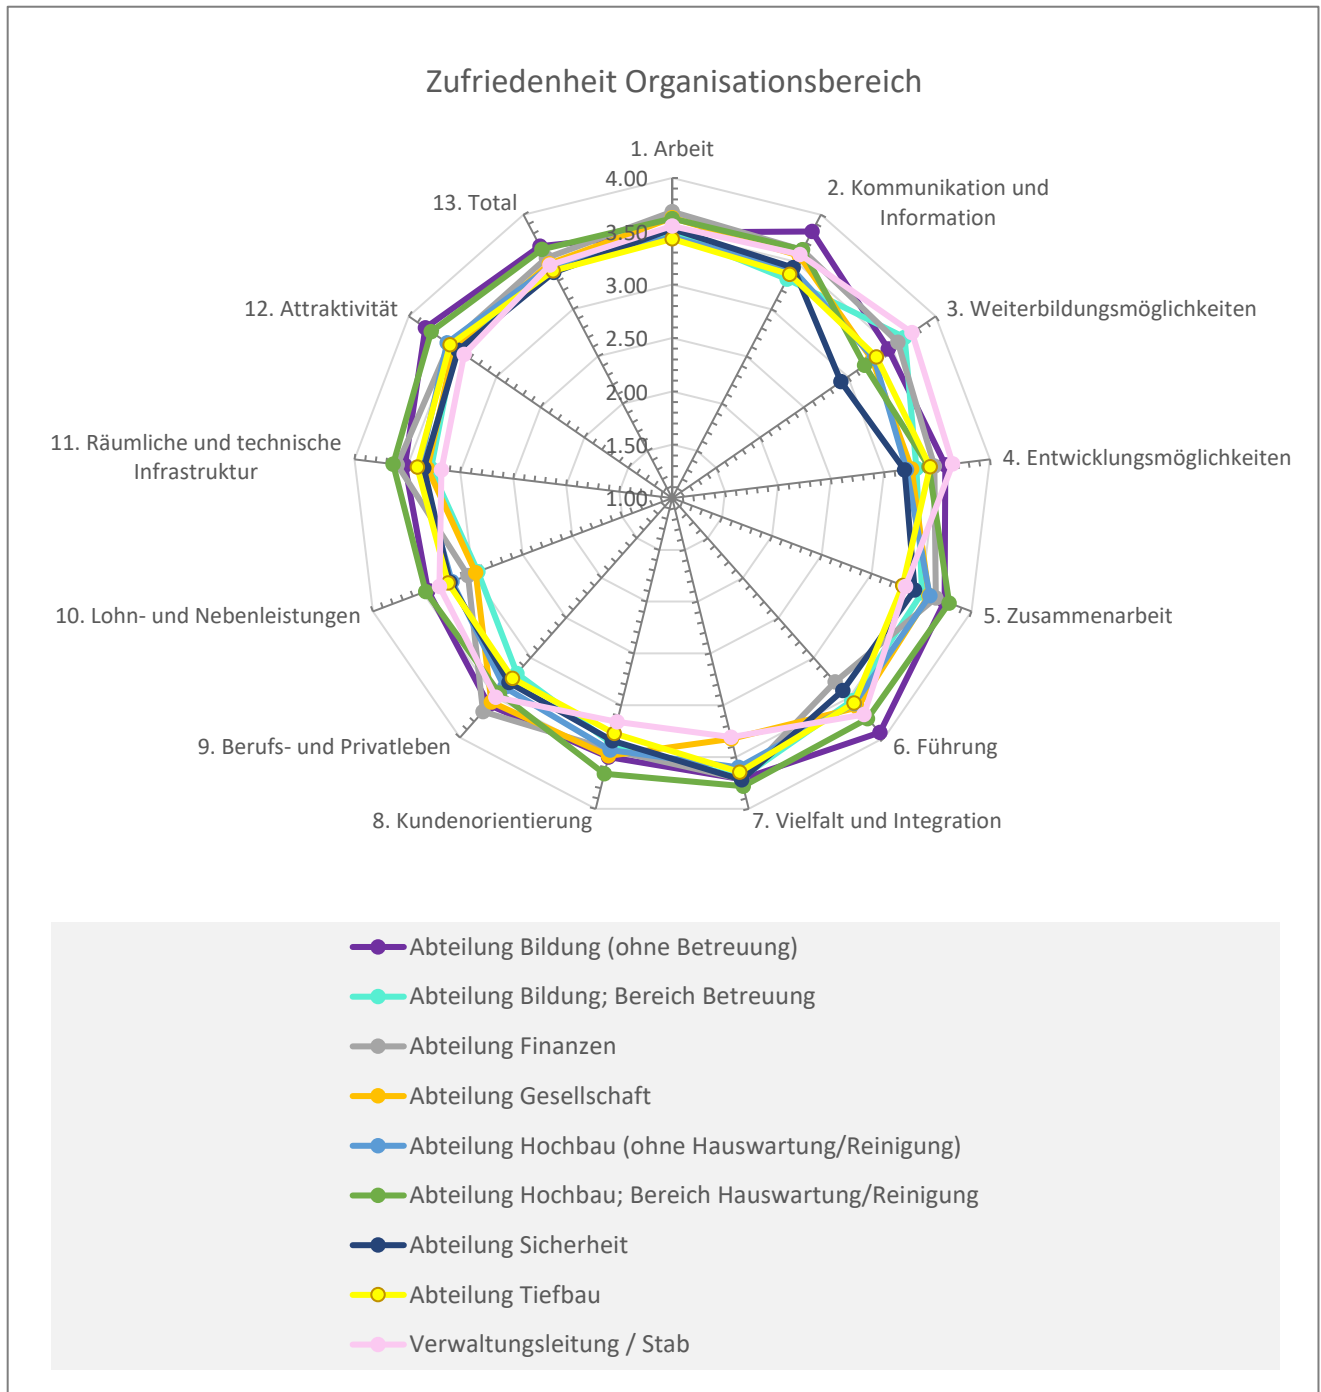 Zufriedenheit Organisationsbereich
1. Arbeit
2. Kommunikation und
Information
3. Weiterbildungsmöglichkeiten
4. Entwicklungsmöglichkeiten
5. Zusammenarbeit
6. Führung
7. Vielfalt und Integration
8. Kundenorientierung
9. Berufs- und Privatleben
10. Lohn- und Nebenleistungen
11. Räumliche und technische
Infrastruktur
12. Attraktivität
13. Total
4.00
3.50
3.00
2.50
2.00
1.50
1.00
Abteilung Bildung (ohne Betreuung)
Abteilung Bildung; Bereich Betreuung
Abteilung Finanzen
Abteilung Gesellschaft
Abteilung Hochbau (ohne Hauswartung/Reinigung)
Abteilung Hochbau; Bereich Hauswartung/Reinigung
Abteilung Sicherheit
Abteilung Tiefbau
Verwaltungsleitung / Stab